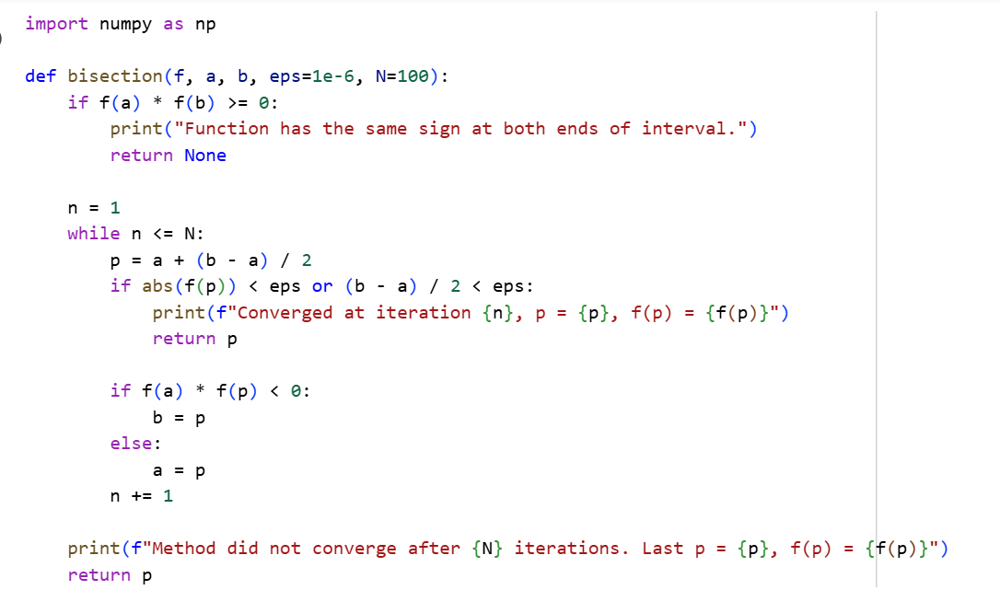 import numpy as np
def bisection(f, a, b, eps=1e-6, N=100):
    if f(a) * f(b) >= 0:
        print("Function has the same sign at both ends of interval.")
        return None
    n = 1
    while n <= N:
        p = a + (b - a) / 2
        if abs(f(p)) < eps or (b - a) / 2 < eps:
            print(f"Converged at iteration {n}, p = {p}, f(p) = {f(p)}")
            return p
        if f(a) * f(p) < 0:
            b = p
        else:
            a = p
        n += 1
    print(f"Method did not converge after {N} iterations. Last p = {p}, f(p) = {f(p)}")
    return p